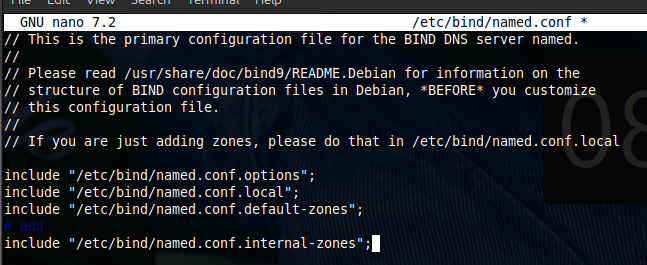 File Edit View Search Terminal Help
GNU nano 7.2 /etc/bind/named.conf *
// This is the primary configuration file for the BIND DNS server named.
//
// Please read /usr/share/doc/bind9/README.Debian for information on the
// structure of BIND configuration files in Debian, *BEFORE* you customize
// this configuration file.
//
// If you are just adding zones, please do that in /etc/bind/named.conf.local
include "/etc/bind/named.conf.options";
include "/etc/bind/named.conf.local";
include "/etc/bind/named.conf.default-zones";
# add
include "/etc/bind/named.conf.internal-zones";
08